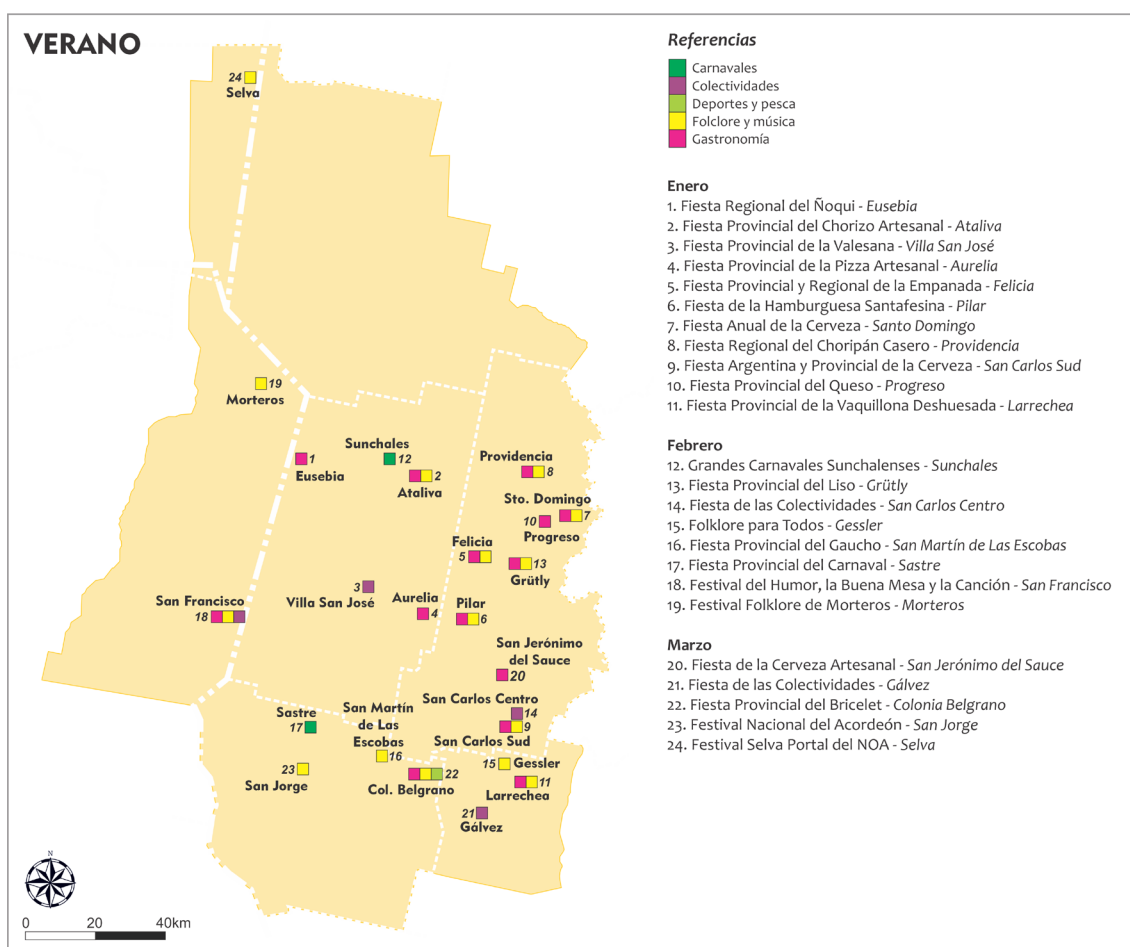 VERANO
Referencias
Carnavales
Colectividades
Deportes y pesca
Folclore y música
Gastronomía
Enero
1. Fiesta Regional del Ñoqui - Eusebia
2. Fiesta Provincial del Chorizo Artesanal - Ataliva
3. Fiesta Provincial de la Valesana - Villa San José
4. Fiesta Provincial de la Pizza Artesanal - Aurelia
5. Fiesta Provincial y Regional de la Empanada - Felicia
6. Fiesta de la Hamburguesa Santafesina - Pilar
7. Fiesta Anual de la Cerveza - Santo Domingo
8. Fiesta Regional del Choripán Casero - Providencia
9. Fiesta Argentina y Provincial de la Cerveza - San Carlos Sud
10. Fiesta Provincial del Queso - Progreso
11. Fiesta Provincial de la Vaquillona Deshuesada - Larrechea
Febrero
12. Grandes Carnavales Sunchalenses - Sunchales
13. Fiesta Provincial del Liso - Grütly
14. Fiesta de las Colectividades - San Carlos Centro
15. Folklore para Todos - Gessler
16. Fiesta Provincial del Gaucho - San Martín de Las Escobas
17. Fiesta Provincial del Carnaval - Sastre
18. Festival del Humor, la Buena Mesa y la Canción - San Francisco
19. Festival Folklore de Morteros - Morteros
Marzo
20. Fiesta de la Cerveza Artesanal - San Jerónimo del Sauce
21. Fiesta de las Colectividades - Gálvez
22. Fiesta Provincial del Bricelet - Colonia Belgrano
23. Festival Nacional del Acordeón - San Jorge
24. Festival Selva Portal del NOA - Selva
24
Selva
19
Morteros
Sunchales
1
12
Eusebia
2
Ataliva
Providencia
8
Sto. Domingo
10
7
Progreso
Felicia
5
13
Grütly
3
Villa San José
San Francisco
18
Aurelia
4
Pilar
6
San Jerónimo
del Sauce
20
San Carlos Centro
14
9
San Carlos Sud
Sastre
17
San Martín
de Las
Escobas
16
23
San Jorge
22
Col. Belgrano
15 Gessler
11
Larrechea
21
Gálvez
N
0 20 40km